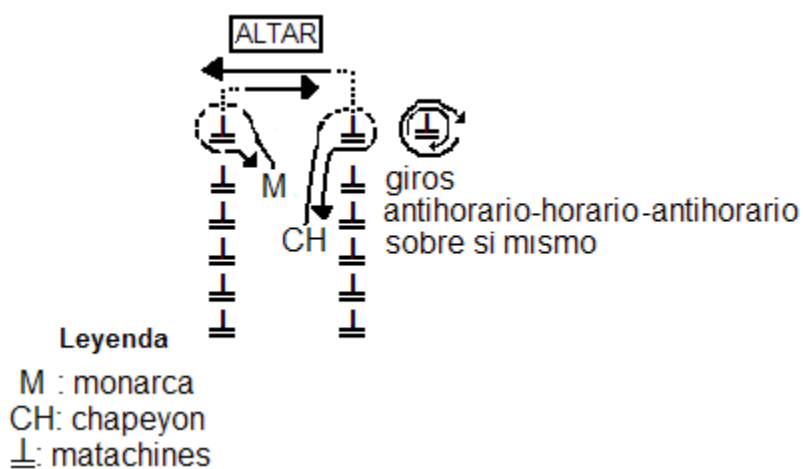 ALTAR
M
CH
giros
antihorario-horario-antihorario
sobre si mismo
Leyenda
M : monarca
CH: chapeyon
: matachines